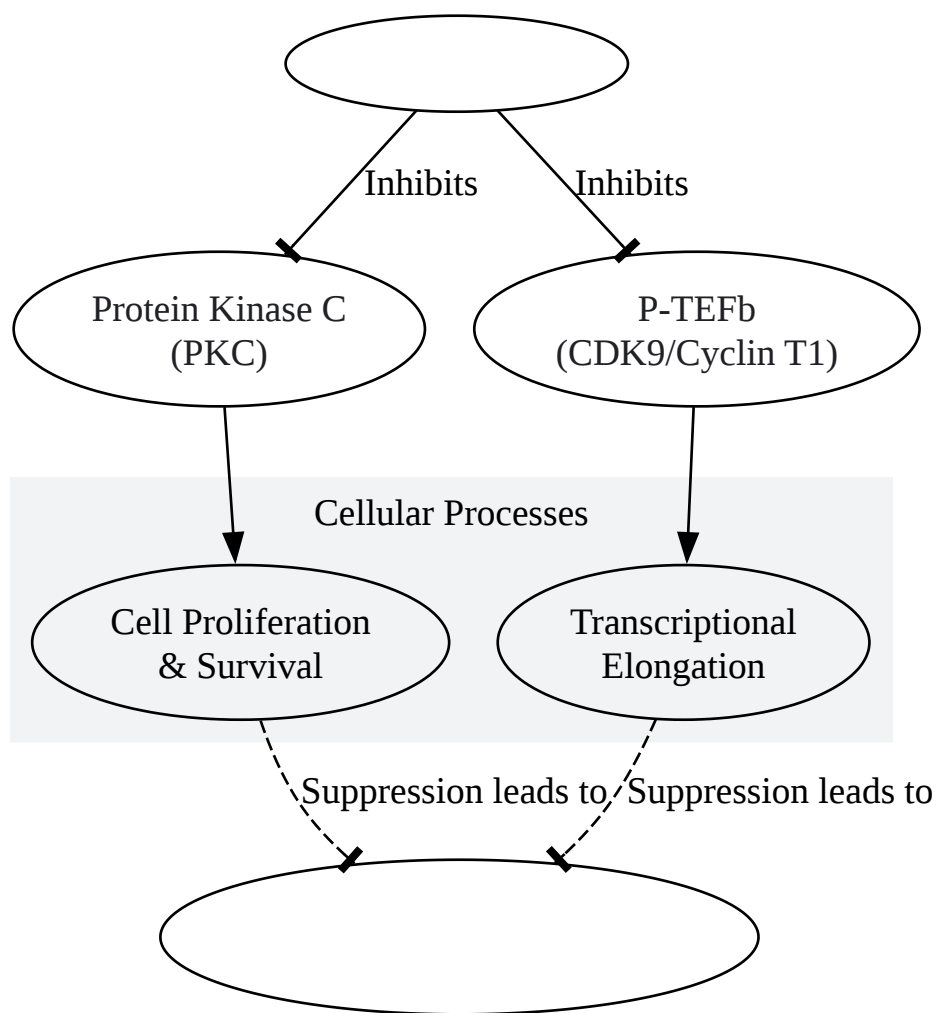 Inhibits
Inhibits
Protein Kinase C
(PKC)
P-TEFb
(CDK9/Cyclin T1)
Cellular Processes
Cell Proliferation
& Survival
Transcriptional
Elongation
Suppression leads to
Suppression leads to